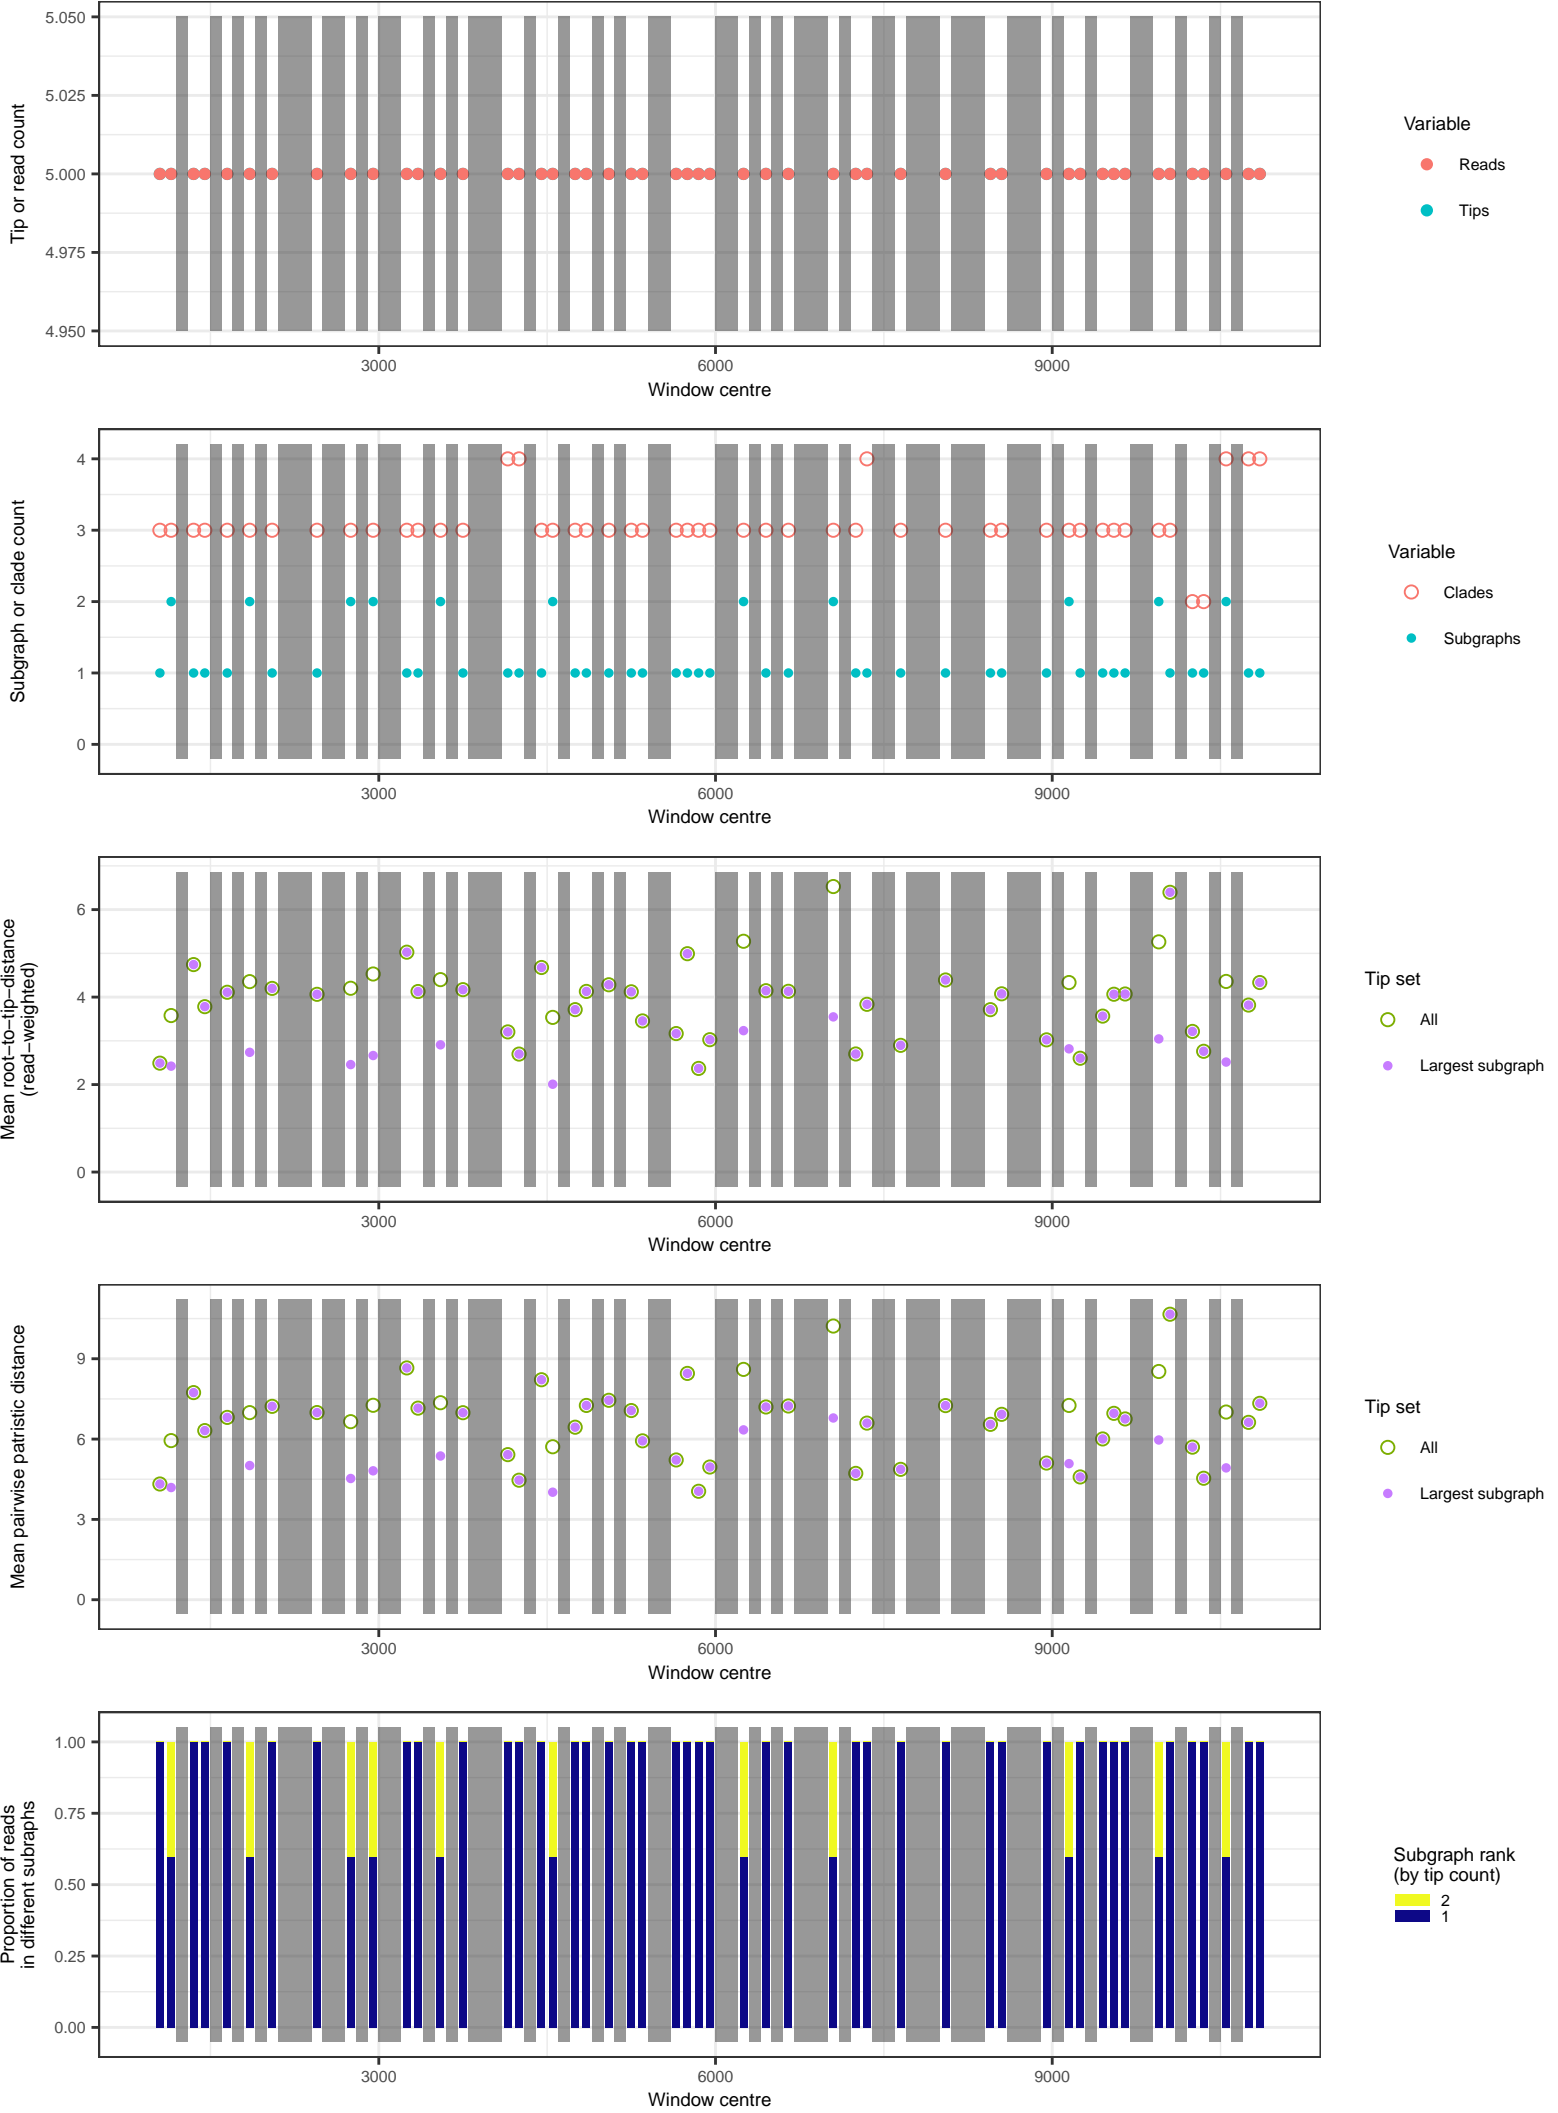 5.050
5.025
5.000
4.975
4.950
Tip or read count
3000 6000 9000
Window centre
Variable
Reads
Tips
4
3
2
1
0
Subgraph or clade count
3000 6000 9000
Window centre
Variable
Clades
Subgraphs
6
4
2
0
Mean root−to−tip−distance
(read−weighted)
3000 6000 9000
Window centre
Tip set
All
Largest subgraph
9
6
3
0
Mean pairwise patristic distance
3000 6000 9000
Window centre
Tip set
All
Largest subgraph
1.00
0.75
0.50
0.25
0.00
Proportion of reads
in different subraphs
3000 6000 9000
Window centre
Subgraph rank
(by tip count)
2
1